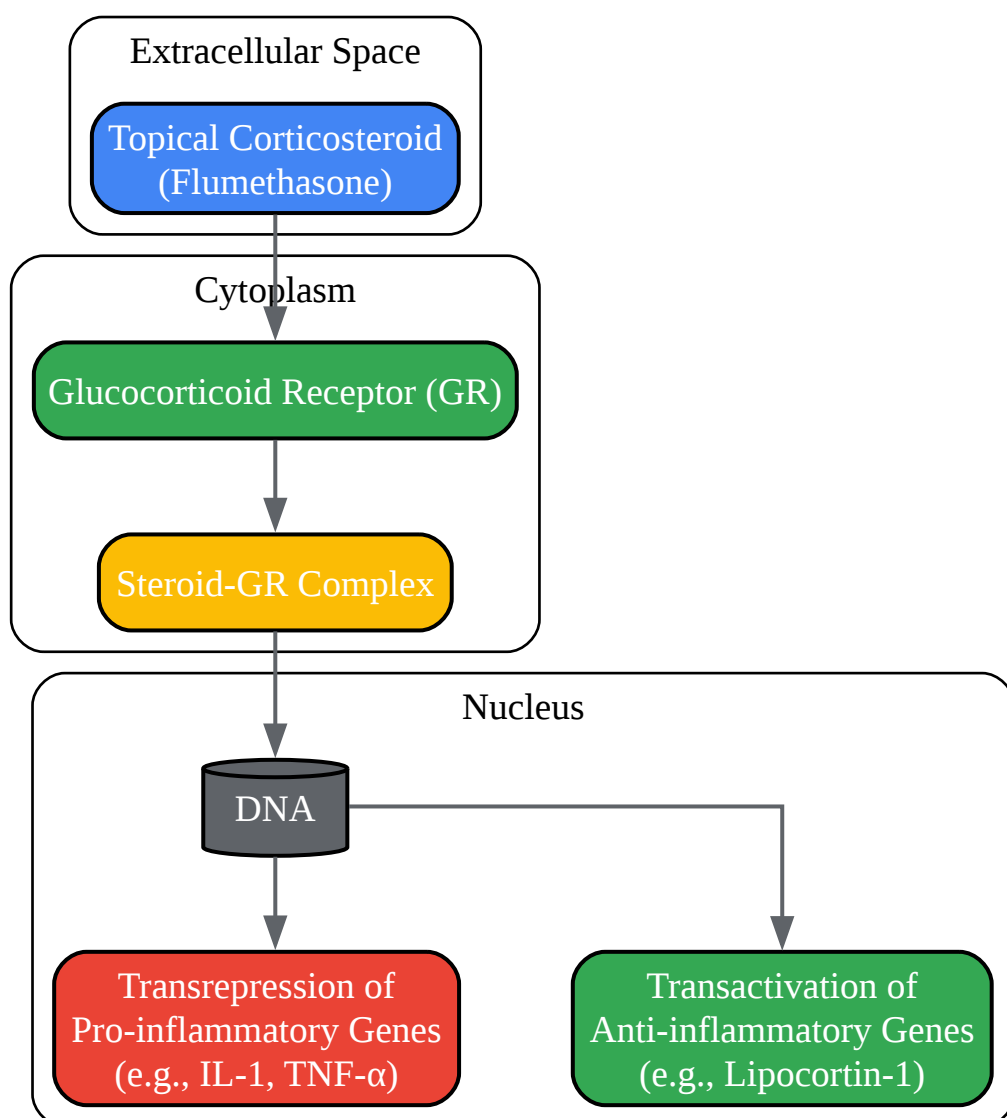 Extracellular Space
Topical Corticosteroid
(Flumethasone)
Cytoplasm
Glucocorticoid Receptor (GR)
Steroid-GR Complex
Nucleus
DNA
Transrepression of
Pro-inflammatory Genes
(e.g., IL-1, TNF-α)
Transactivation of
Anti-inflammatory Genes
(e.g., Lipocortin-1)